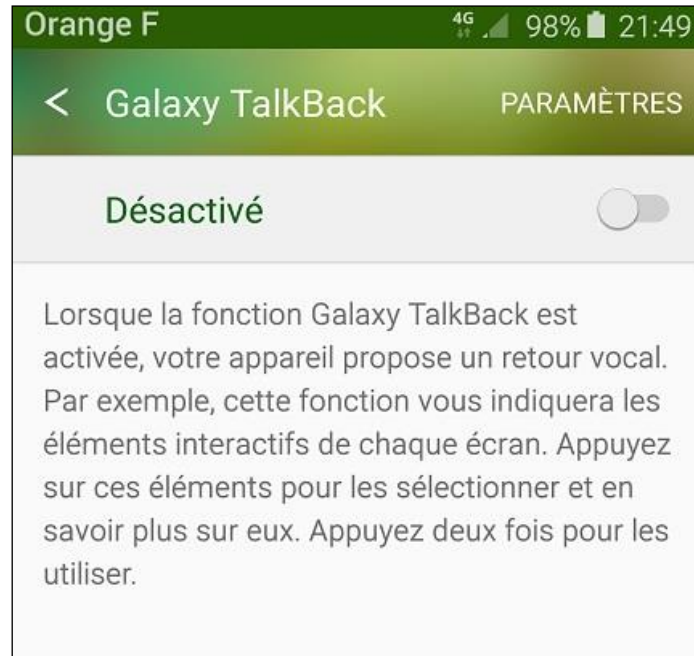 Orange F 4G 98% 21:49
< Galaxy TalkBack PARAMÈTRES
Désactivé
Lorsque la fonction Galaxy TalkBack est
activée, votre appareil propose un retour vocal.
Par exemple, cette fonction vous indiquera les
éléments interactifs de chaque écran. Appuyez
sur ces éléments pour les sélectionner et en
savoir plus sur eux. Appuyez deux fois pour les
utiliser.